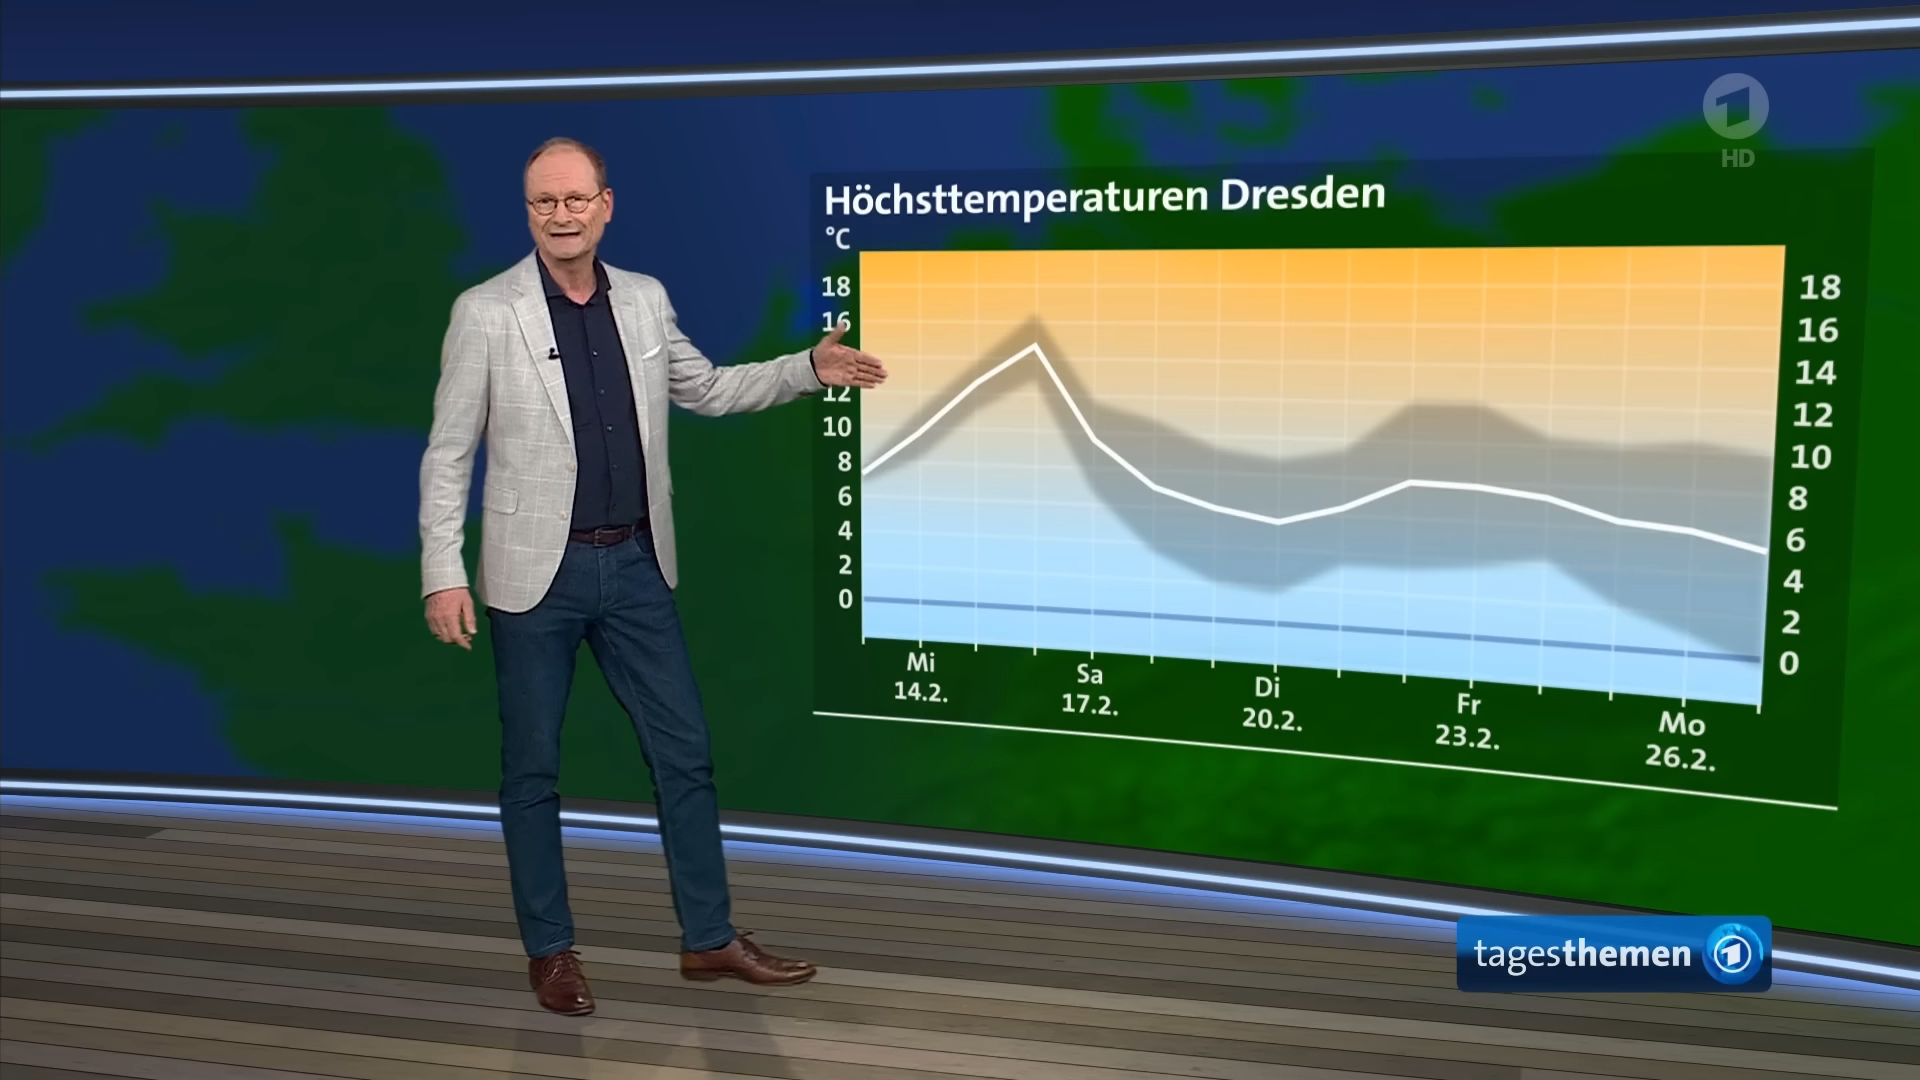 HD
Höchsttemperaturen Dresden
°C
18 18
16 16
14
12 12
10 10
8 8
6 6
4 4
2 2
0 0
Mi Sa Di Fr Mo
14.2. 17.2. 20.2. 23.2. 26.2.
tagesthemen